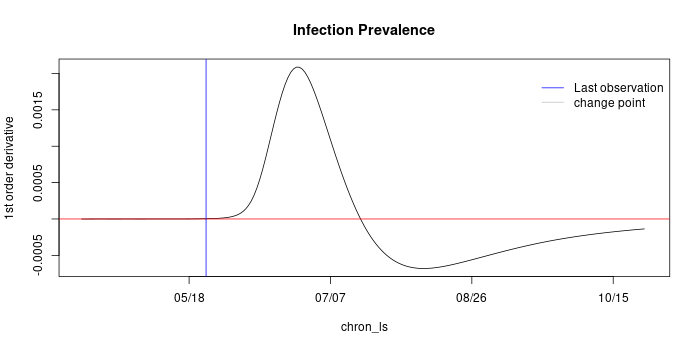 Infection Prevalence
1st order derivative
0.0015
0.0005
-0.0005
Last observation
change point
05/18
07/07
08/26
10/15
chron_ls